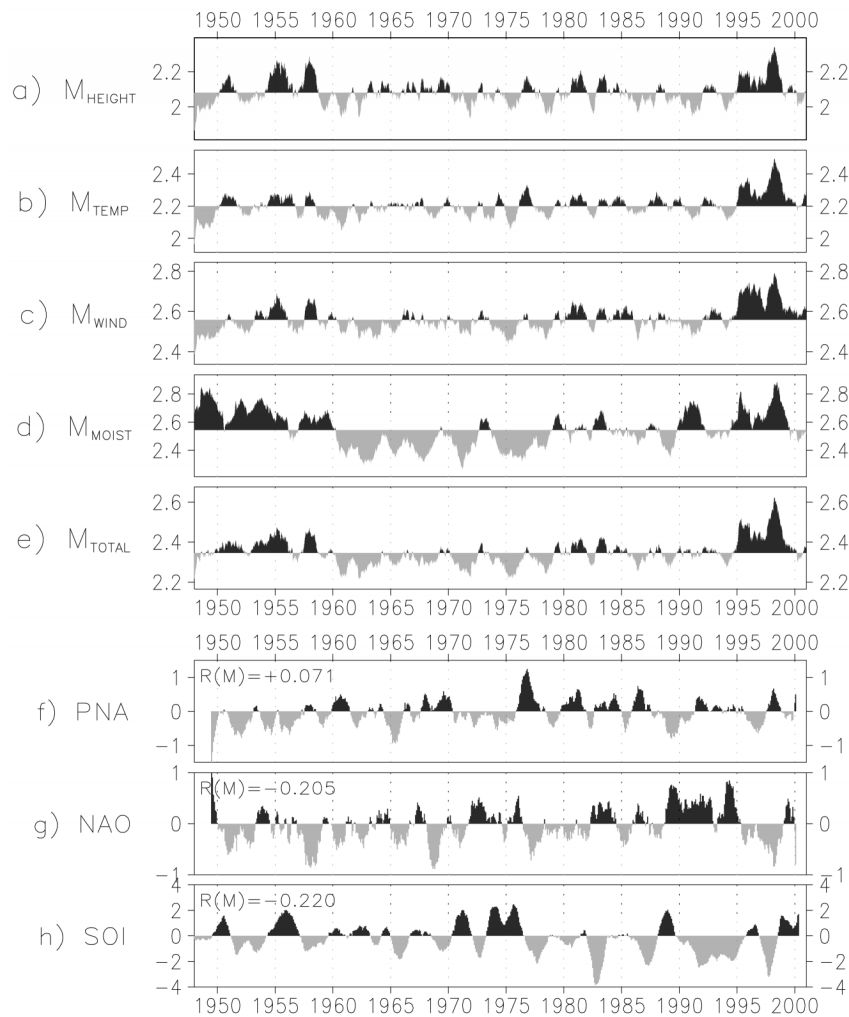 1950 1955 1960 1965 1970 1975 1980 1985 1990 1995 2000
a) M HEIGHT
2.2 2.2
2 2
b) M TEMP
2.4 2.4
2.2 2.2
2 2
c) M WIND
2.8 2.8
2.6 2.6
2.4 2.4
d) M MOIST
2.8 2.8
2.6 2.6
2.4 2.4
e) M TOTAL
2.6 2.6
2.4 2.4
2.2 2.2
1950 1955 1960 1965 1970 1975 1980 1985 1990 1995 2000
1950 1955 1960 1965 1970 1975 1980 1985 1990 1995 2000
f) PNA
R(M)=+0.071
1 1
0 0
−1 −1
g) NAO
R(M)=−0.205
1 1
0 0
−1 −1
h) SOI
R(M)=−0.220
4 4
2 2
0 0
−2 −2
−4 −4
1950 1955 1960 1965 1970 1975 1980 1985 1990 1995 2000